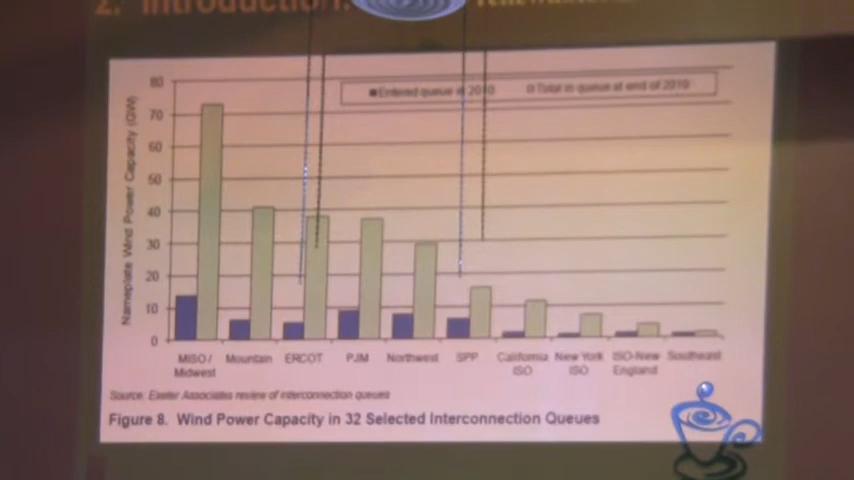 2. Introduction:
Entered queue in 2010
Total in queue at end of 2010
Nameplate Wind Power Capacity (GW)
80
70
60
50
40
30
20
10
0
MISO / Midwest
Mountain
ERCOT
PJM
Northwest
SPP
California ISO
New York ISO
ISO-New England
Southeast
Source: Exeter Associates review of interconnection queues
Figure 8. Wind Power Capacity in 32 Selected Interconnection Queues